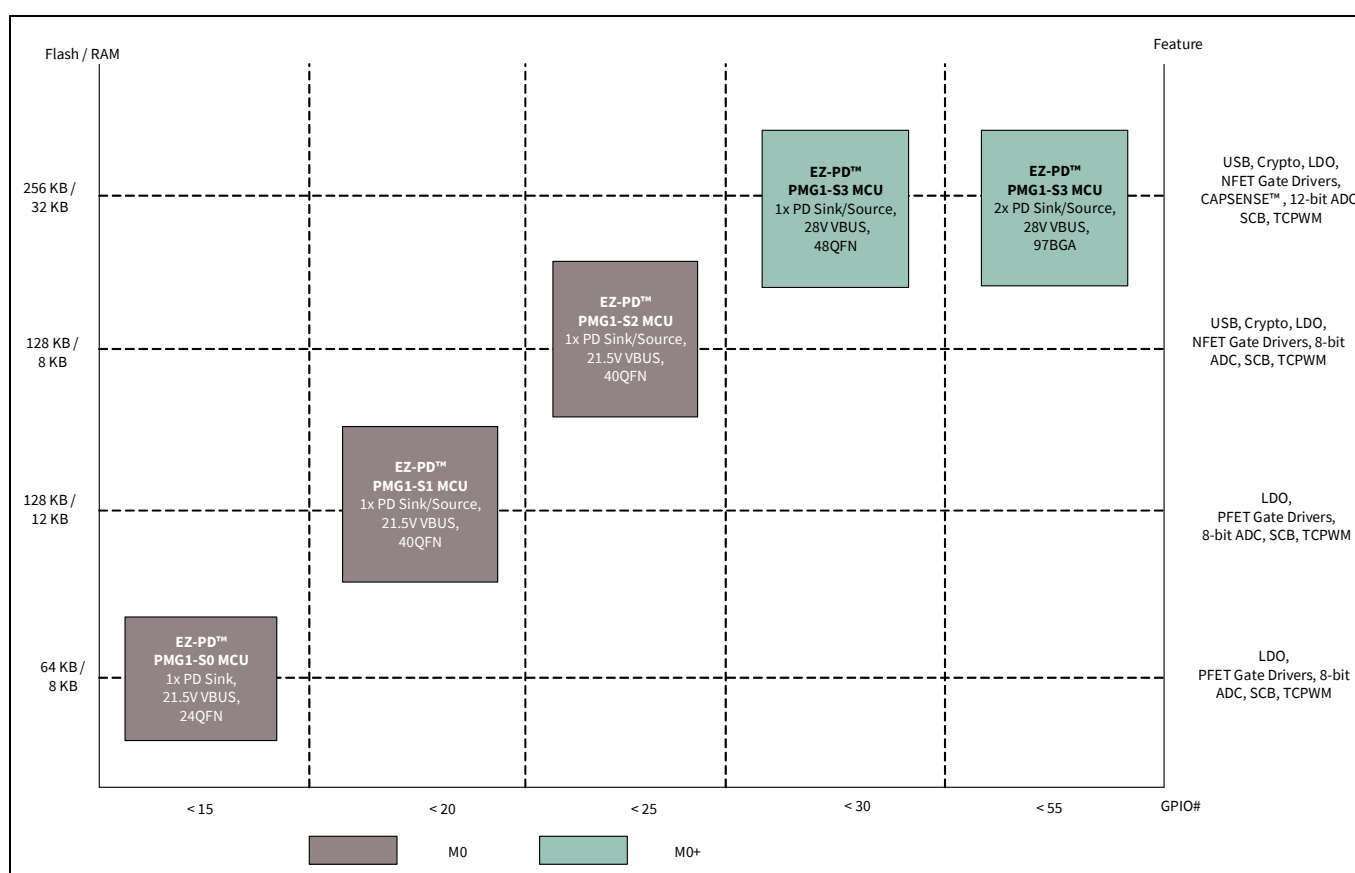 Flash / RAM
Feature
256 KB /
32 KB
EZ-PD™
PMG1-S3 MCU
1x PD Sink/Source,
28V VBUS,
48QFN
EZ-PD™
PMG1-S3 MCU
2x PD Sink/Source,
28V VBUS,
97BGA
USB, Crypto, LDO,
NFET Gate Drivers,
CAPSENSE™ , 12-bit ADC
SCB, TCPWM
128 KB /
8 KB
EZ-PD™
PMG1-S2 MCU
1x PD Sink/Source,
21.5V VBUS,
40QFN
USB, Crypto, LDO,
NFET Gate Drivers, 8-bit
ADC, SCB, TCPWM
128 KB /
12 KB
EZ-PD™
PMG1-S1 MCU
1x PD Sink/Source,
21.5V VBUS,
40QFN
LDO,
PFET Gate Drivers,
8-bit ADC, SCB, TCPWM
64 KB /
8 KB
EZ-PD™
PMG1-S0 MCU
1x PD Sink,
21.5V VBUS,
24QFN
LDO,
PFET Gate Drivers, 8-bit
ADC, SCB, TCPWM
< 15
< 20
< 25
< 30
< 55
GPIO#
M0
M0+